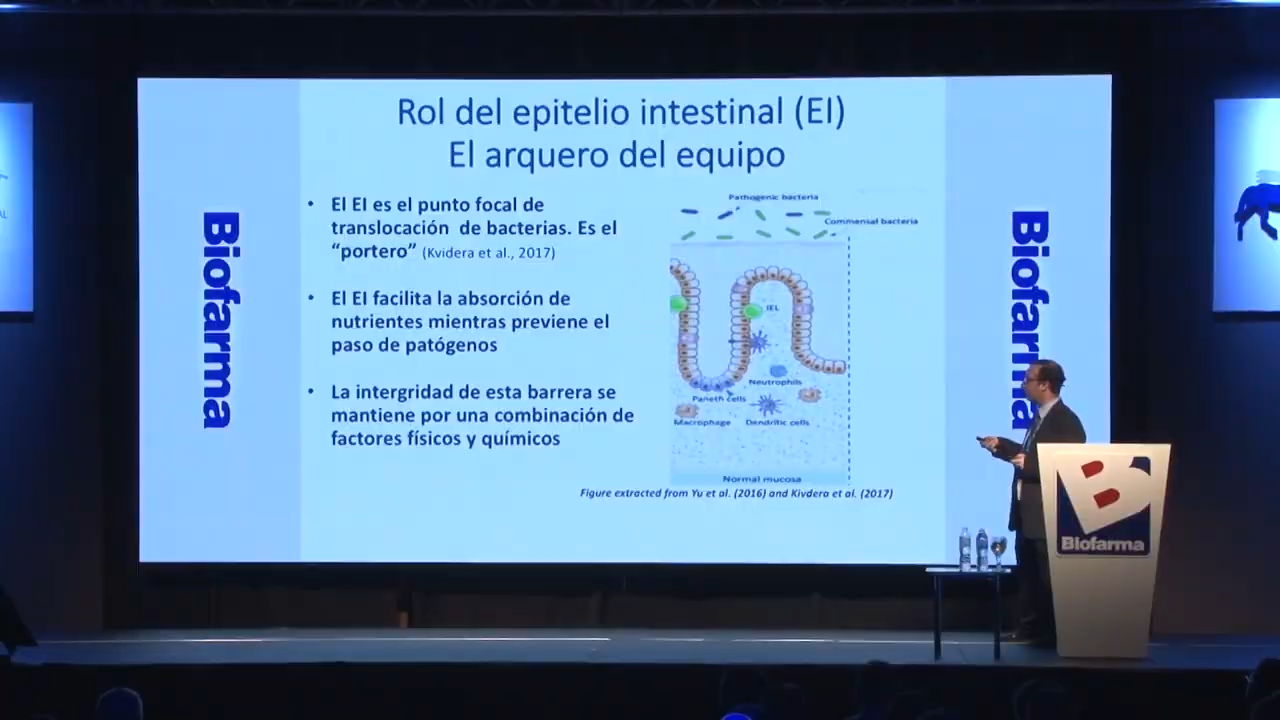 Rol del epitelio intestinal (EI)
El arquero del equipo
• El EI es el punto focal de
translocación de bacterias. Es el
“portero” (Kvidera et al., 2017)
• El EI facilita la absorción de
nutrientes mientras previene el
paso de patógenos
• La intergridad de esta barrera se
mantiene por una combinación de
factores físicos y químicos
Pathogenic bacteria
Commensal bacteria
IEL
Neutrophils
Paneth cells
Macrophage
Dendritic cells
Normal mucosa
Figure extracted from Yu et al. (2016) and Kivdera et al. (2017)
Biofarma
Biofarma
Biofarma